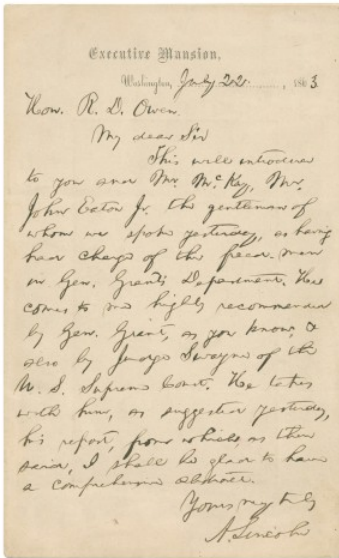 Executive Mansion,
Washington, July 22., 1863.
Hon. R. D. Owen.
My dear Sir
This will introduce
to you and Mr. McKay, Mr.
John Eaton Jr. the gentleman of
whom we spoke yesterday, as having
had charge of the freed-men
in Gen. Grant's Department. He
comes to me highly recommended
by Gen. Grant, as you know, &
also by Judge Swayne of the
U. S. Supreme Court. He takes
with him, as suggested yesterday,
his report, from which, as then
said, I shall be glad to have
a comprehensive abstract.
Yours very truly
A. Lincoln